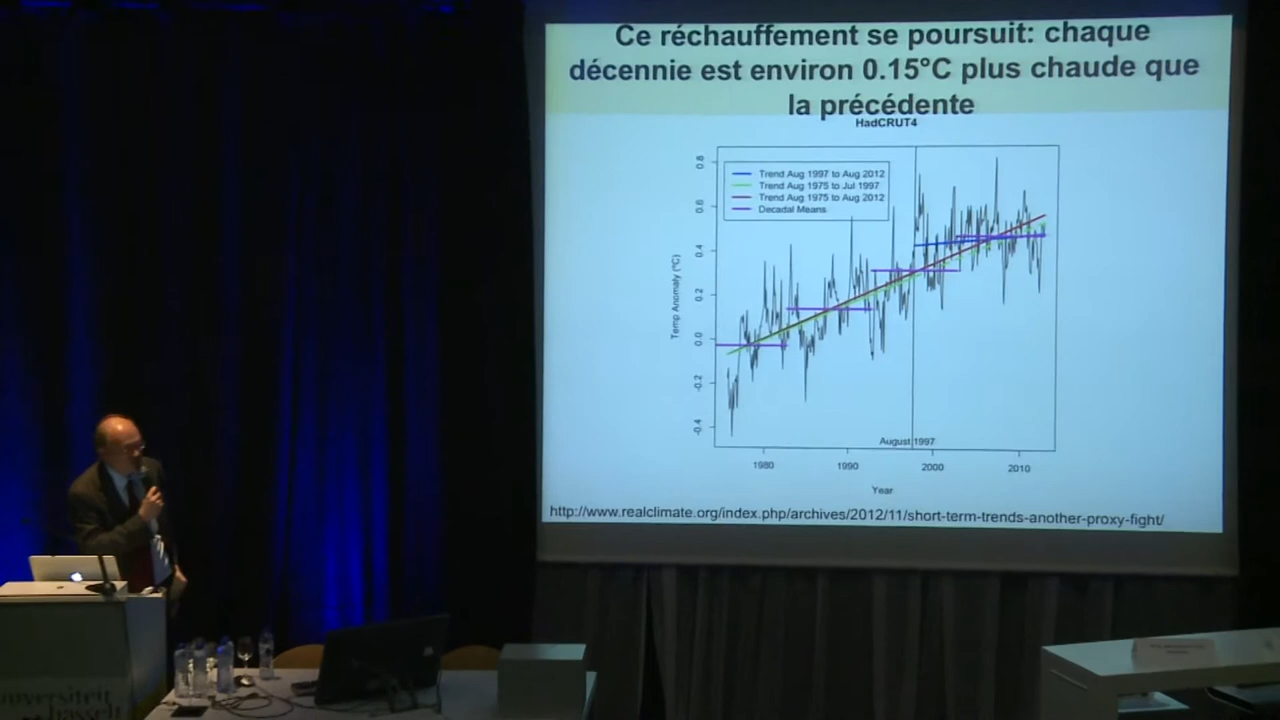 Ce réchauffement se poursuit: chaque
décennie est environ 0.15°C plus chaude que
la précédente
HadCRUT4
Trend Aug 1997 to Aug 2012
Trend Aug 1975 to Jul 1997
Trend Aug 1975 to Aug 2012
Decadal Means
Temp Anomaly (ºC)
0.8
0.6
0.4
0.2
0.0
-0.2
-0.4
August 1997
1980 1990 2000 2010
Year
http://www.realclimate.org/index.php/archives/2012/11/short-term-trends-another-proxy-fight/
universiteit
hasselt